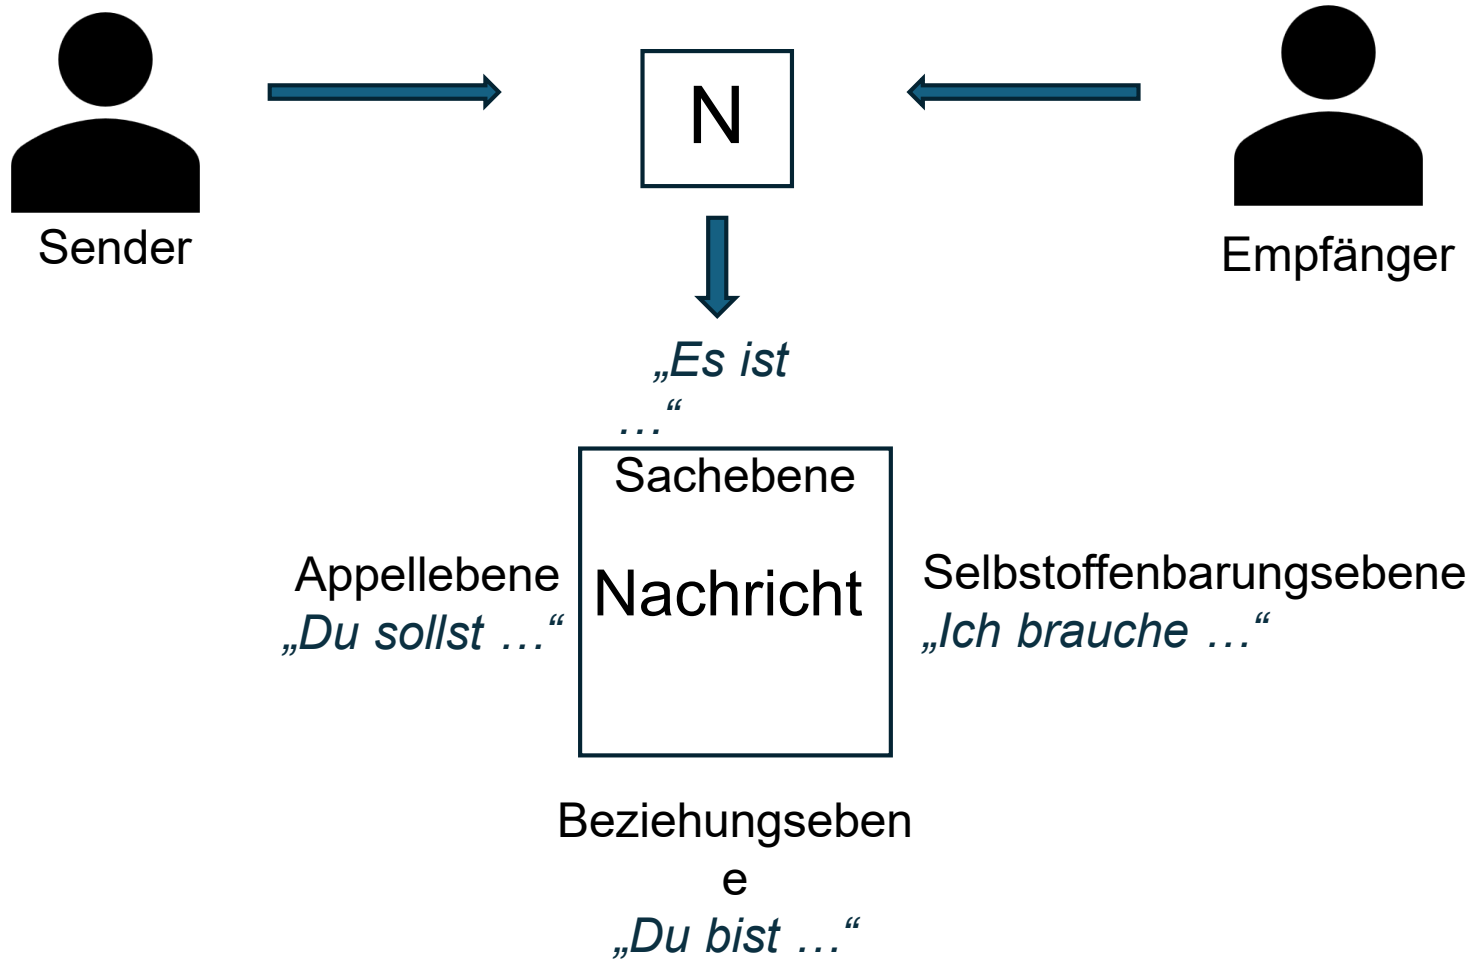 N
Sender
Empfänger
„Es ist
…“
Sachebene
Appellebene
„Du sollst …“
Nachricht
Selbstoffenbarungsebene
„Ich brauche …“
Beziehungseben
e
„Du bist …“